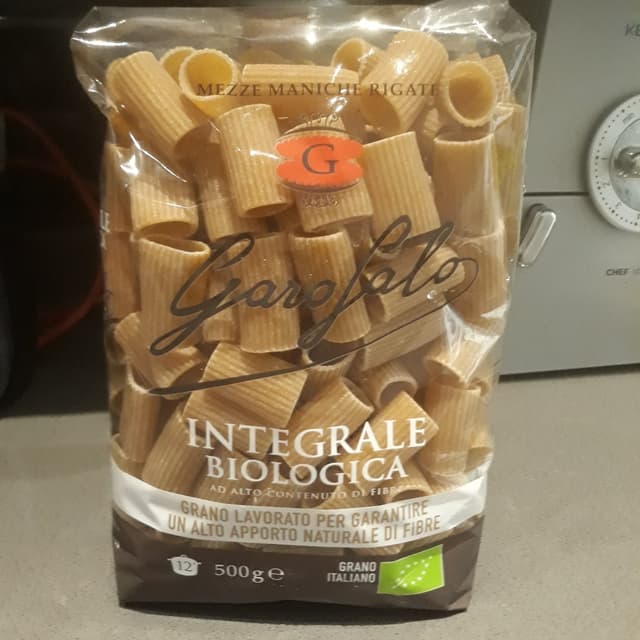 MEZZE MANICHE RIGATE
G
Garofalo
INTEGRALE
BIOLOGICA
AD ALTO CONTENUTO DI FIBRE
GRANO LAVORATO PER GARANTIRE
UN ALTO APPORTO NATURALE DI FIBRE
12'
500g e
GRANO
ITALIANO
CHEF